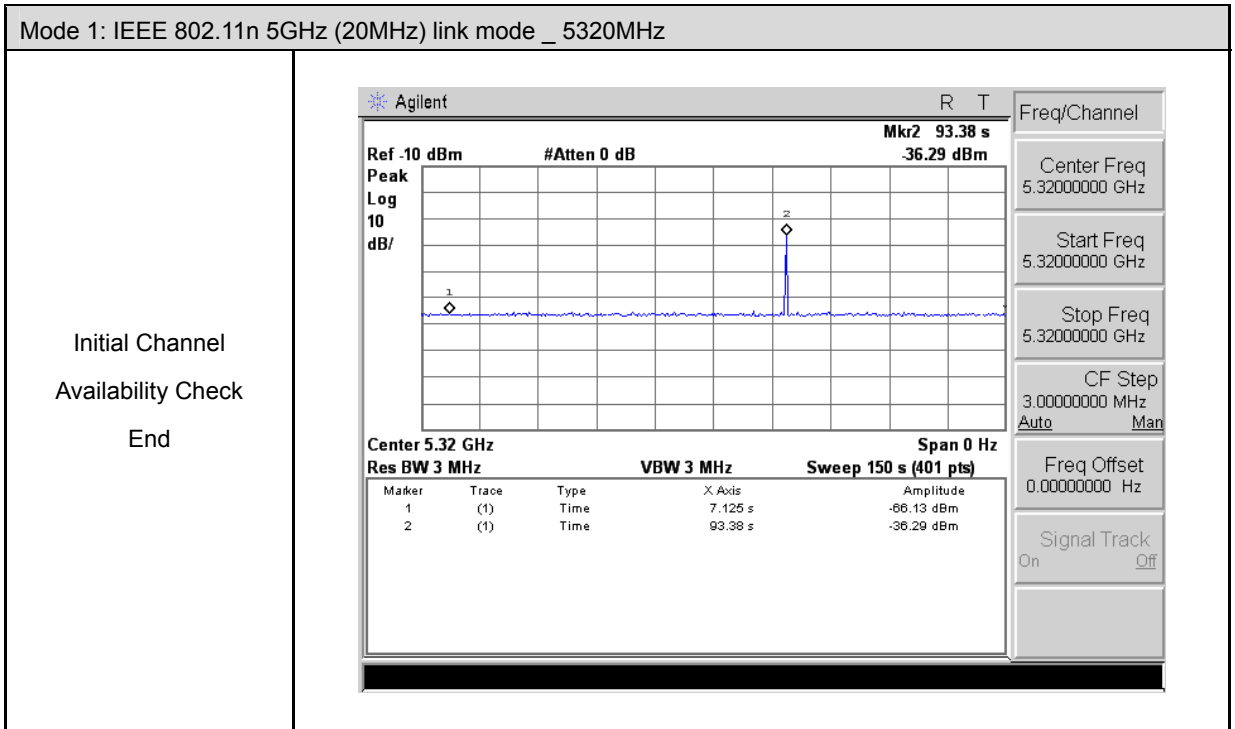 Mode 1: IEEE 802.11n 5GHz (20MHz) link mode _ 5320MHz
Initial Channel
Availability Check
End
Agilent R T
Mkr2 93.38 s
Ref -10 dBm #Atten 0 dB -36.29 dBm
Peak
Log
10
dB/
1
2
Center 5.32 GHz Span 0 Hz
Res BW 3 MHz VBW 3 MHz Sweep 150 s (401 pts)
Marker Trace Type X Axis Amplitude
1 (1) Time 7.125 s -66.13 dBm
2 (1) Time 93.38 s -36.29 dBm
Freq/Channel
Center Freq
5.32000000 GHz
Start Freq
5.32000000 GHz
Stop Freq
5.32000000 GHz
CF Step
3.00000000 MHz
Auto Man
Freq Offset
0.00000000 Hz
Signal Track
On Off